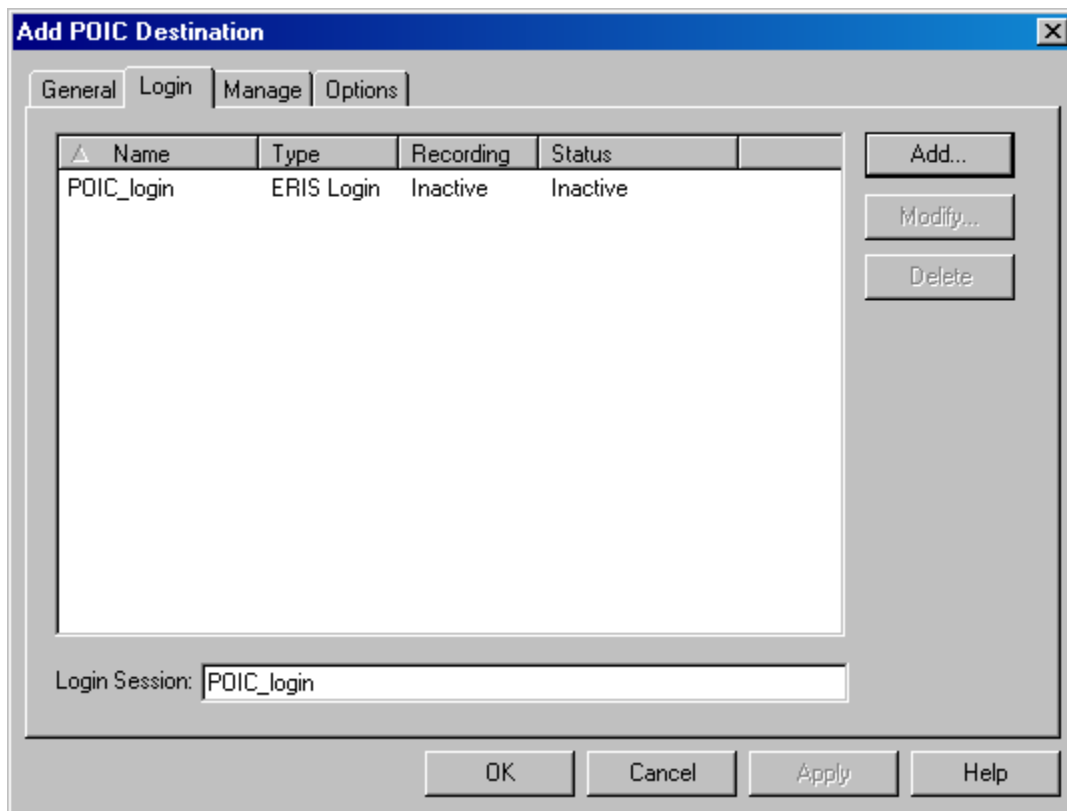 Add POIC Destination
General Login Manage Options
Name Type Recording Status
POIC_login ERIS Login Inactive Inactive
Add...
Modify...
Delete
Login Session: POIC_login
OK Cancel Apply Help